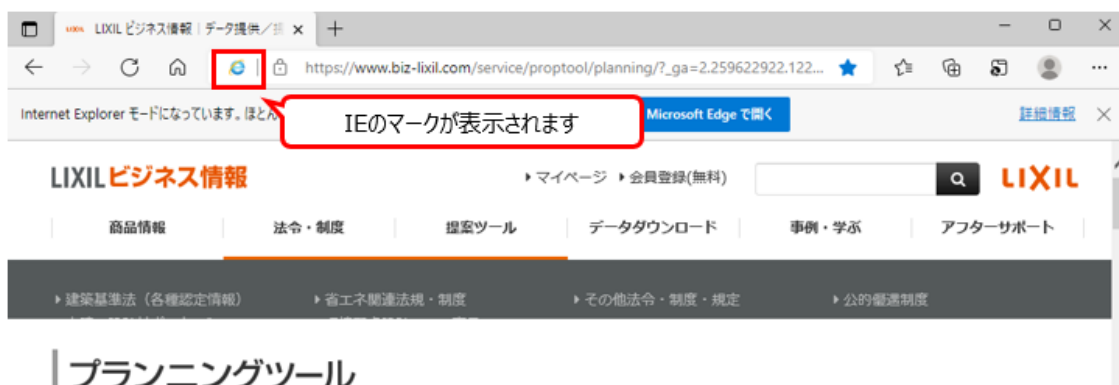 LIXIL ビジネス情報 | データ提供/
https://www.biz-lixil.com/service/proptool/planning/?_ga=2.259622922.122...
Internet Explorer モードになっています。ほとん
IEのマークが表示されます
Microsoft Edge で開く
詳細情報
LIXILビジネス情報
マイページ
会員登録(無料)
LIXIL
商品情報 法令・制度 提案ツール データダウンロード 事例・学ぶ アフターサポート
建築基準法（各種認定情報） 省エネ関連法規・制度 その他法令・制度・規定 公的優遇制度
プランニングツール